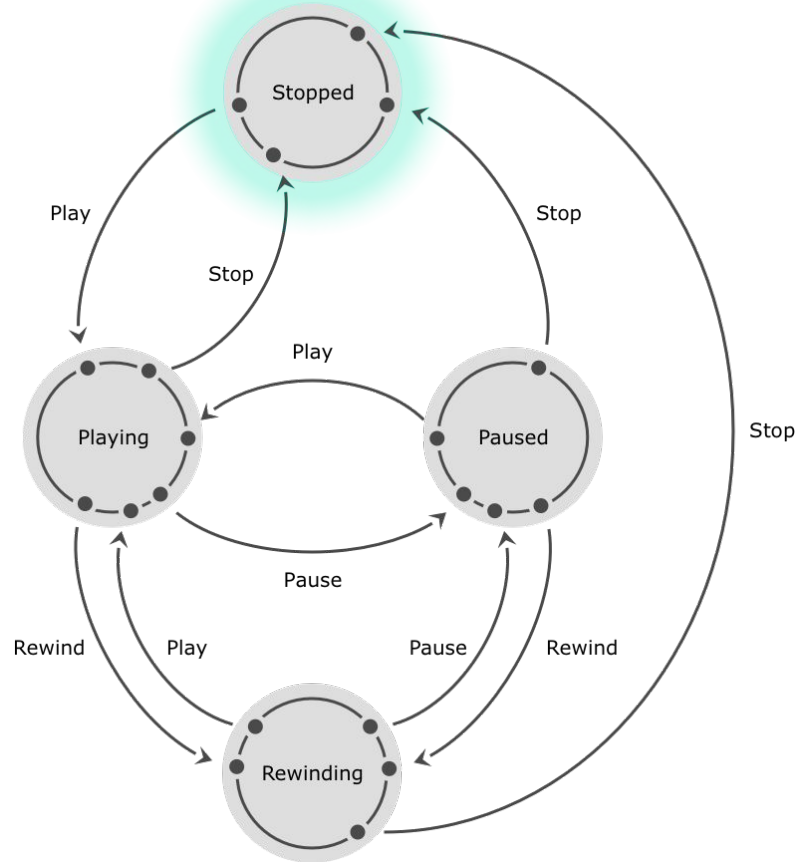 Stopped
Play
Stop
Stop
Play
Playing
Paused
Stop
Pause
Rewind
Play
Pause
Rewind
Rewinding